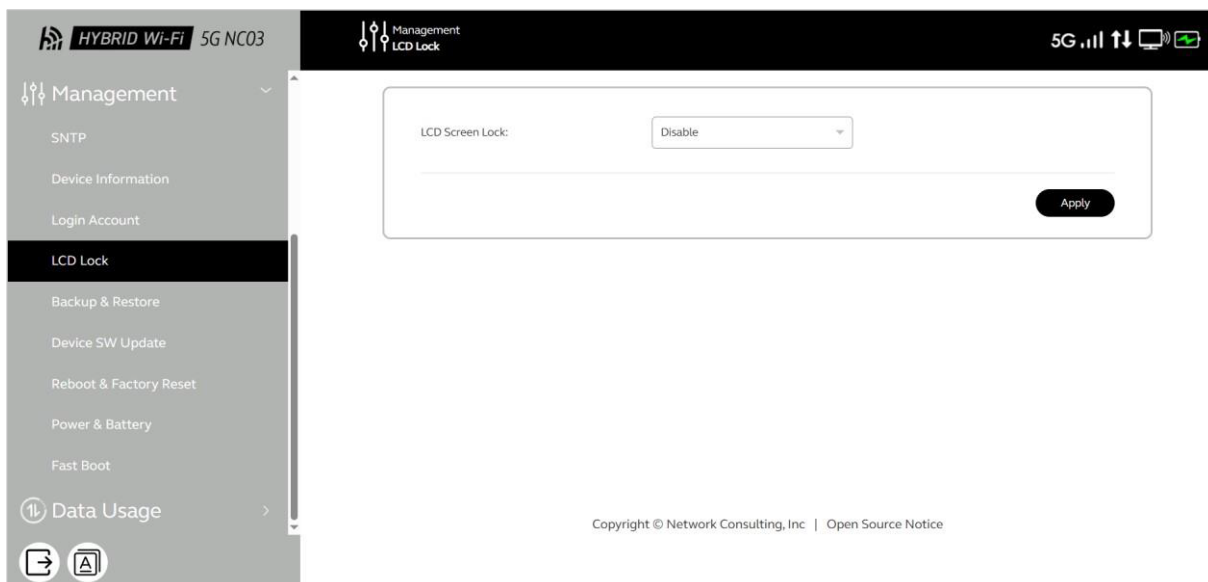 HYBRID Wi-Fi 5G NC03
Management
LCD Lock
5G
Management
SNTP
Device Information
Login Account
LCD Lock
Backup & Restore
Device SW Update
Reboot & Factory Reset
Power & Battery
Fast Boot
Data Usage
A
LCD Screen Lock:
Disable
Apply
Copyright © Network Consulting, Inc | Open Source Notice